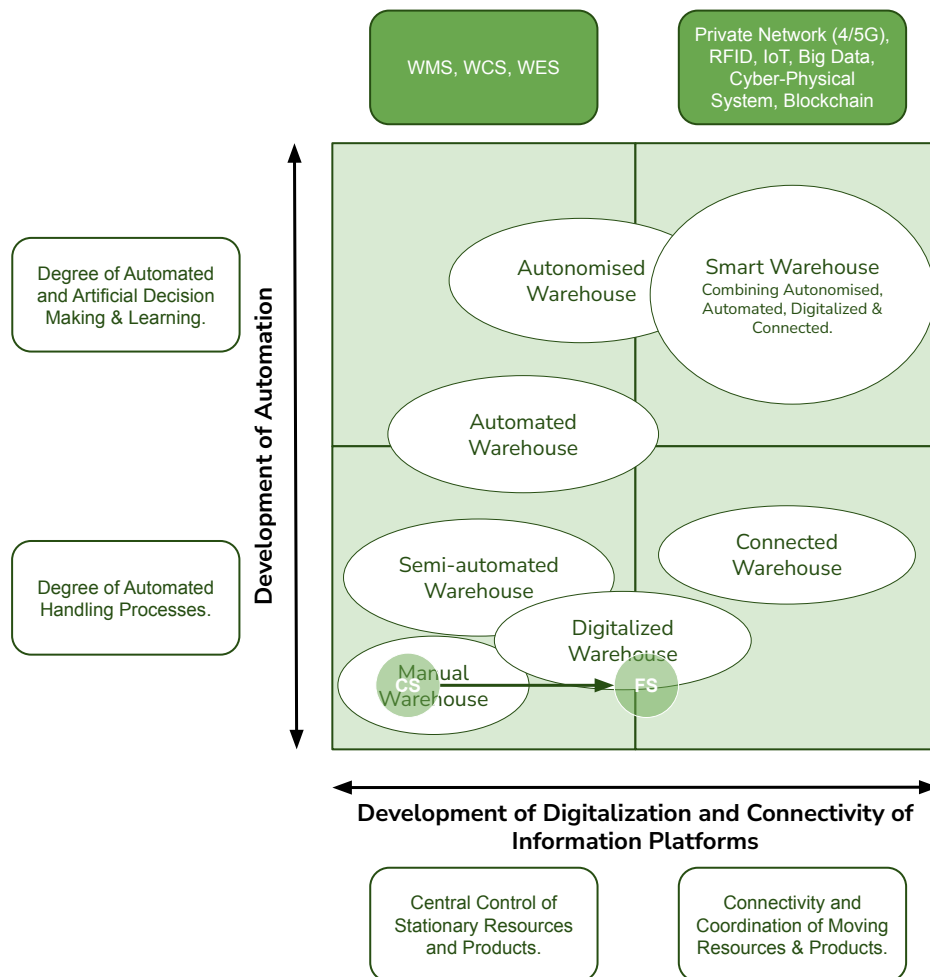 WMS, WCS, WES
Private Network (4/5G),
RFID, IoT, Big Data,
Cyber-Physical
System, Blockchain
Degree of Automated
and Artificial Decision
Making & Learning.
Development of Automation
Autonomised
Warehouse
Smart Warehouse
Combining Autonomised,
Automated, Digitalized &
Connected.
Automated
Warehouse
Degree of Automated
Handling Processes.
Semi-automated
Warehouse
Connected
Warehouse
Digitalized
Warehouse
Manual
Warehouse
CS
FS
Development of Digitalization and Connectivity of
Information Platforms
Central Control of
Stationary Resources
and Products.
Connectivity and
Coordination of Moving
Resources & Products.